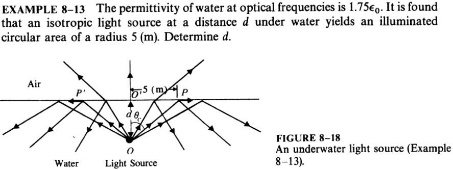 EXAMPLE 8–13 The permittivity of water at optical frequencies is 1.75ϵ₀. It is found
that an isotropic light source at a distance d under water yields an illuminated
circular area of a radius 5 (m). Determine d.
Air
P' O' 5 (m) P
d θc
O
Water Light Source
FIGURE 8–18
An underwater light source (Example
8–13).